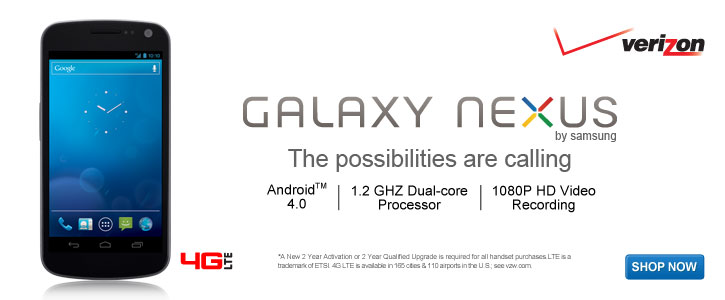 verizon
10:10
Google
GALAXY NEXUS
by samsung
The possibilities are calling
Android™ 4.0
1.2 GHZ Dual-core Processor
1080P HD Video Recording
4G LTE
*A New 2 Year Activation or 2 Year Qualified Upgrade is required for all handset purchases.LTE is a
trademark of ETSI. 4G LTE is available in 165 cities & 110 airports in the U.S; see vzw.com.
SHOP NOW